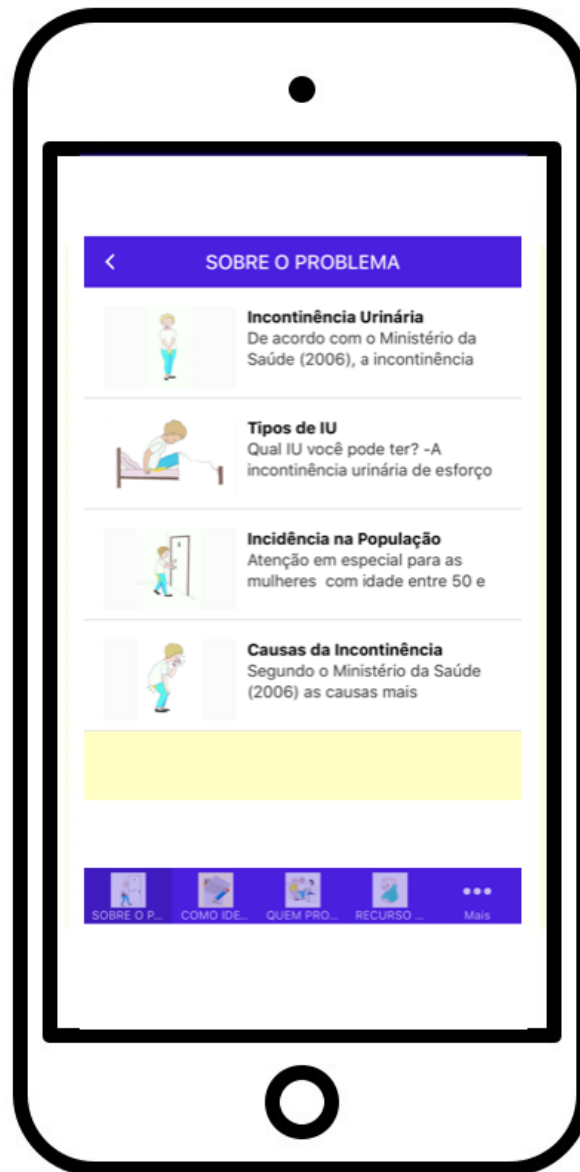 SOBRE O PROBLEMA
Incontinência Urinária
De acordo com o Ministério da
Saúde (2006), a incontinência
Tipos de IU
Qual IU você pode ter? -A
incontinência urinária de esforço
Incidência na População
Atenção em especial para as
mulheres com idade entre 50 e
Causas da Incontinência
Segundo o Ministério da Saúde
(2006) as causas mais
SOBRE O P... COMO IDE... QUEM PRO... RECURSO ... Mais